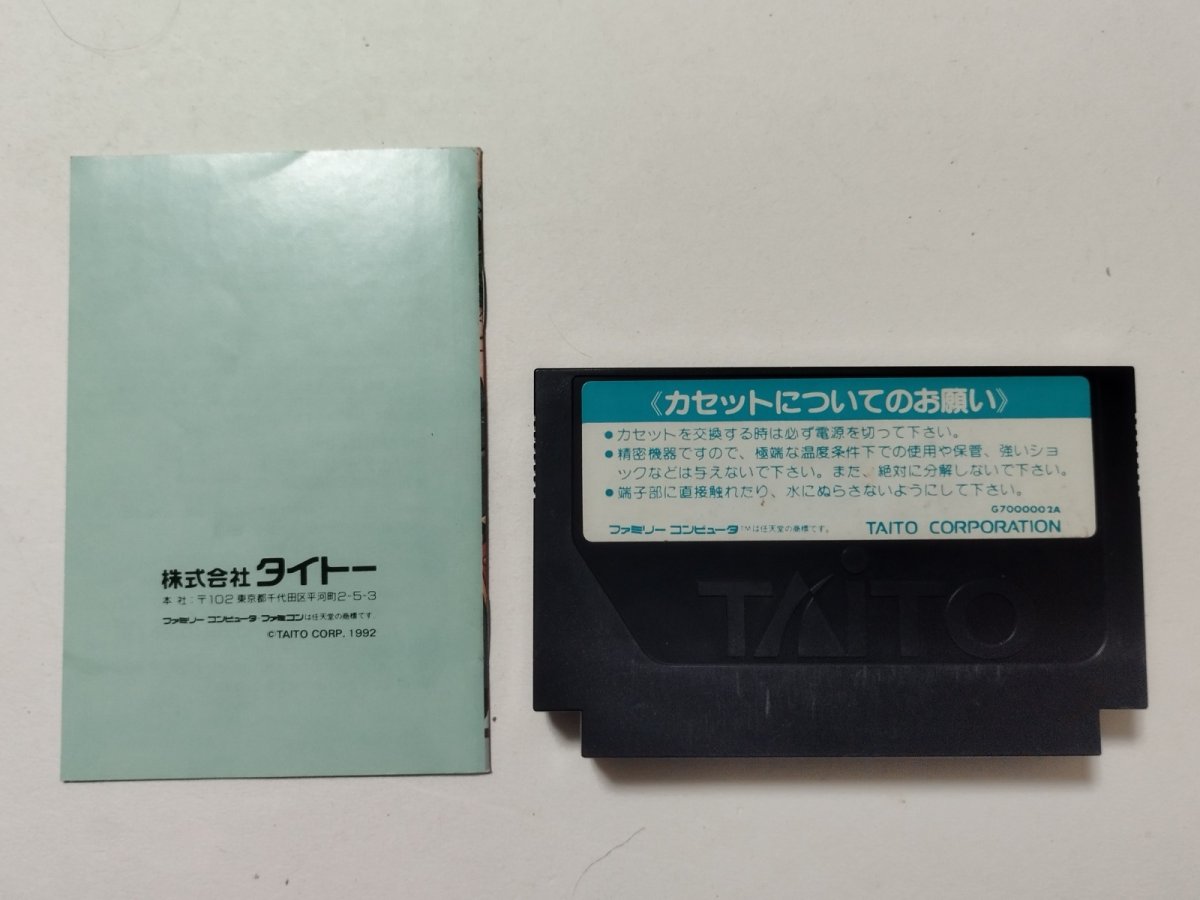 株式会社 タイトー
本社:〒102 東京都千代田区平河町2-5-3
ファミリーコンピュータ・ファミコンは任天堂の商標です。
©TAITO CORP. 1992
《カセットについてのお願い》
●カセットを交換する時は必ず電源を切って下さい。
●精密機器ですので、極端な温度条件下での使用や保管、強いショ
ックなどは与えないで下さい。また、絶対に分解しないで下さい。
●端子部に直接触れたり、水にぬらさないようにして下さい。
G7000002A
ファミリーコンピュータ™は任天堂の商標です。 TAITO CORPORATION
TAiTO